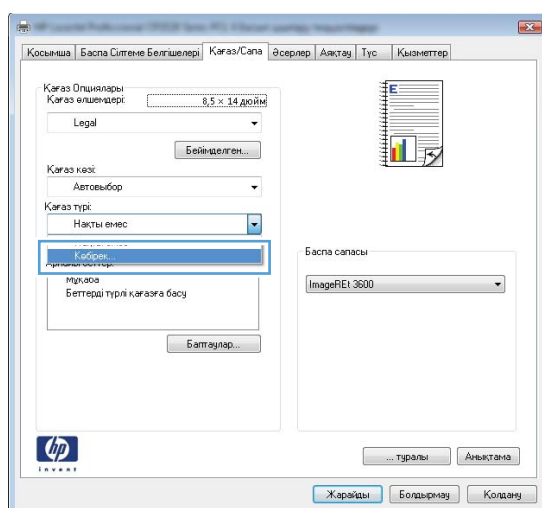 Қосымша Баспа Сілтеме Белгішелері Қағаз/Сапа Әсерлер Аяқтау Түс Қызметтер
Қағаз Опциялары
Қағаз өлшемдері: 8,5 × 14 дюйм
Legal
Бейімделген...
Қағаз көзі:
Автовыбор
Қағаз түрі:
Нақты емес
Көбірек...
Мұқаба
Беттерді түрлі қағазға басу
Баптаулар...
Баспа сапасы
ImageREt 3600
E
hp
invent
... туралы Анықтама
Жарайды Болдырмау Қолдану